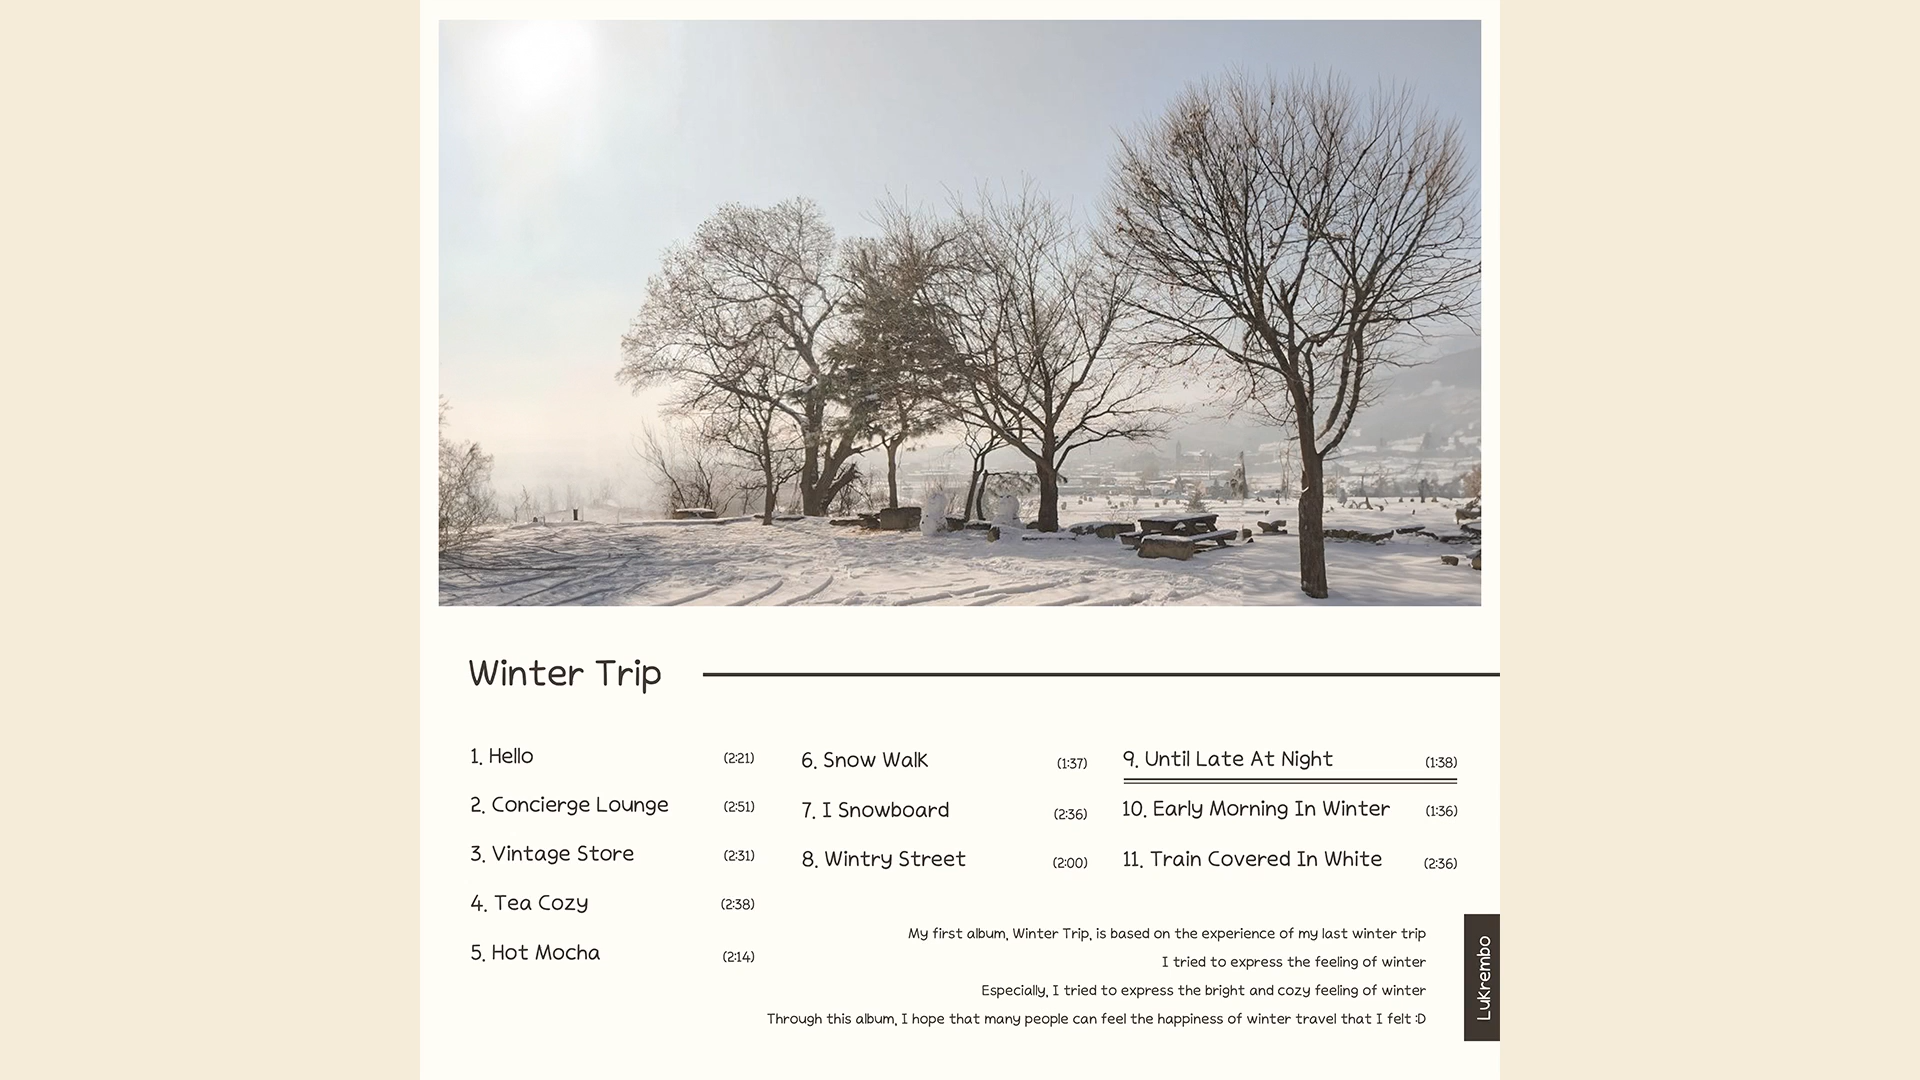 Winter Trip
1. Hello (2:21)
2. Concierge Lounge (2:51)
3. Vintage Store (2:31)
4. Tea Cozy (2:38)
5. Hot Mocha (2:14)
6. Snow Walk (1:37)
7. I Snowboard (2:36)
8. Wintry Street (2:00)
9. Until Late At Night (1:38)
10. Early Morning In Winter (1:36)
11. Train Covered In White (2:36)
My first album, Winter Trip, is based on the experience of my last winter trip
I tried to express the feeling of winter
Especially, I tried to express the bright and cozy feeling of winter
Through this album, I hope that many people can feel the happiness of winter travel that I felt :D
Lukrembo